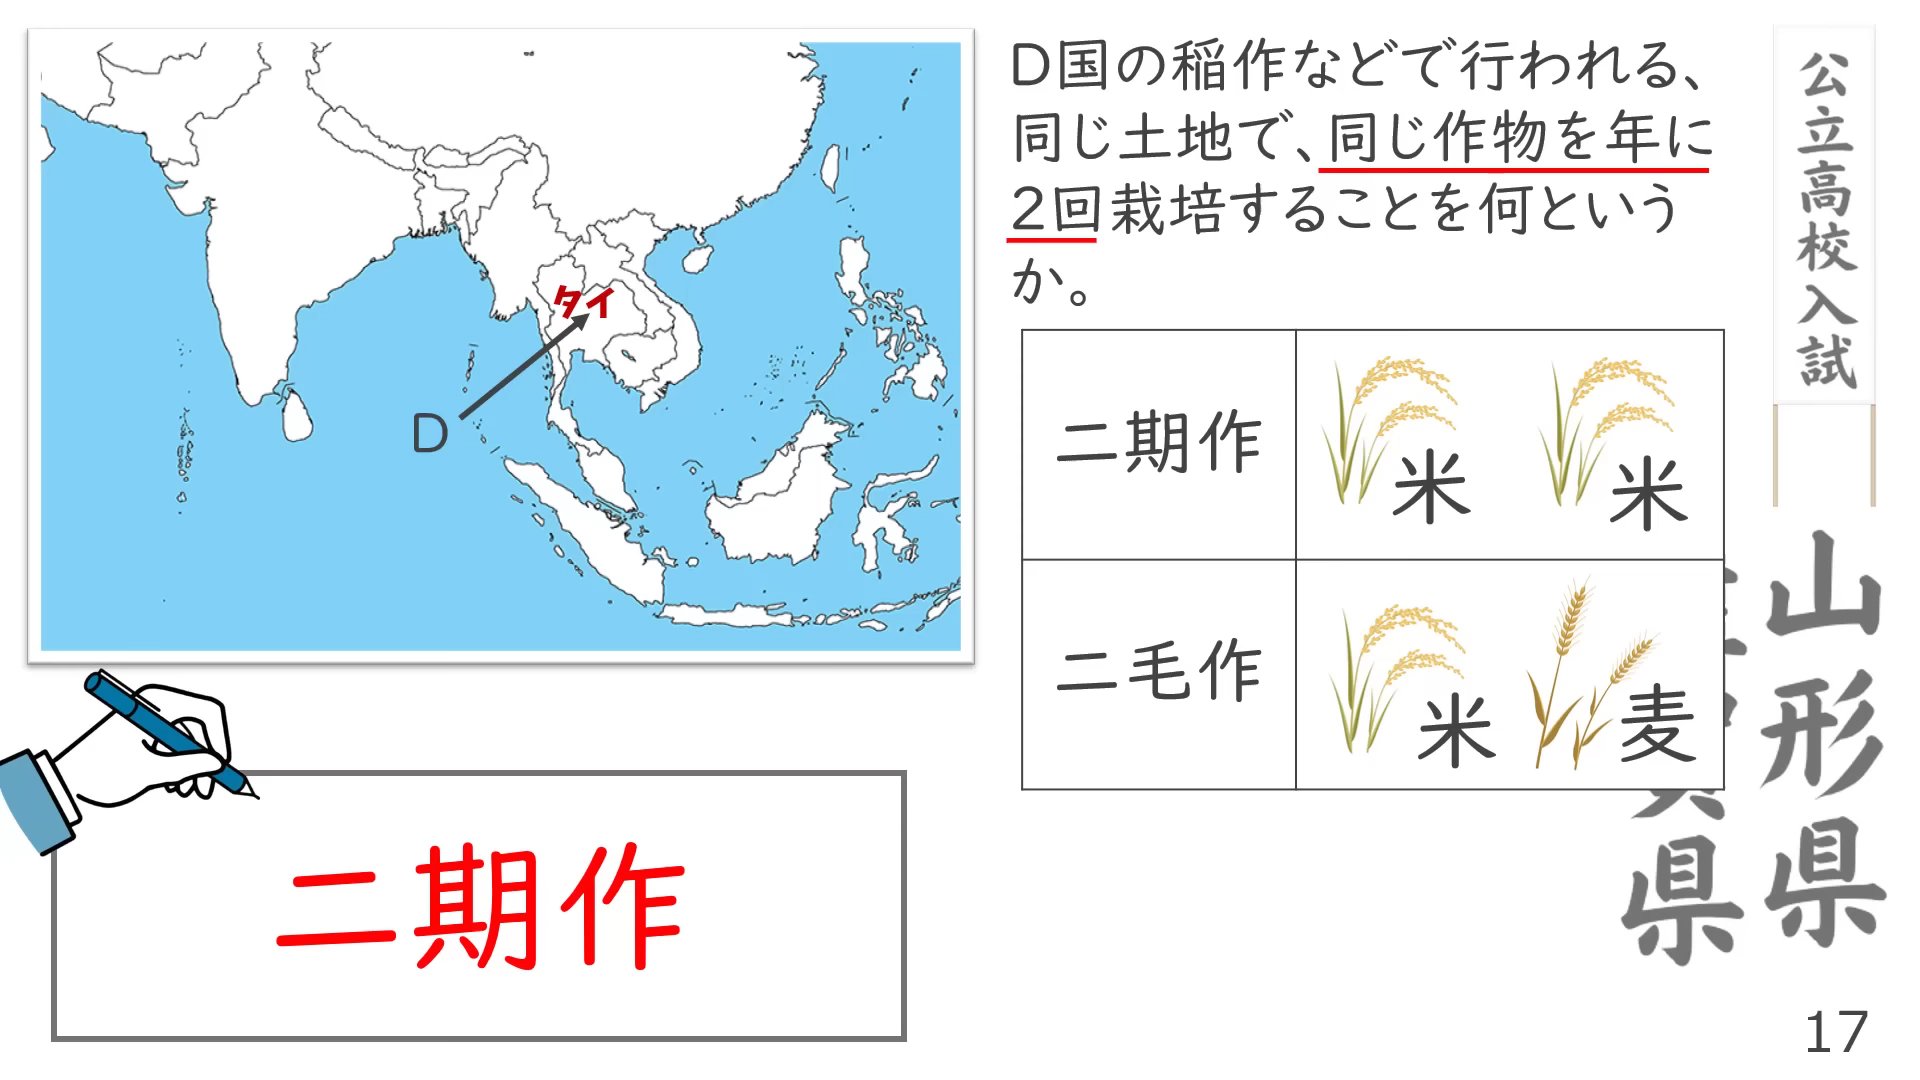 D国の稲作などで行われる、
同じ土地で、同じ作物を年に
2回栽培することを何という
か。
タイ
D
二期作
米
米
二毛作
米
麦
二期作
公立高校入試
山形県
県
17